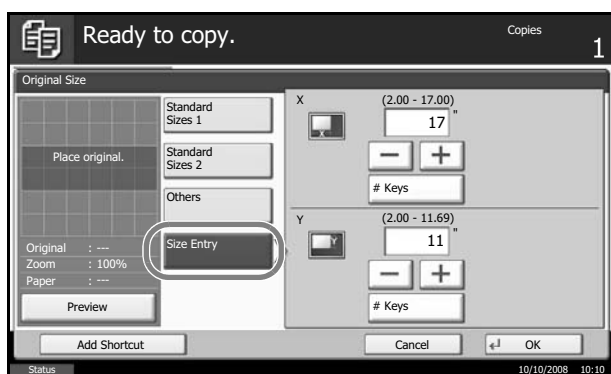 Ready to copy.
Copies
1
Original Size
Place original.
Original : ---
Zoom : 100%
Paper : ---
Preview
Standard
Sizes 1
Standard
Sizes 2
Others
Size Entry
X
(2.00 - 17.00)
17 "
# Keys
Y
(2.00 - 11.69)
11 "
# Keys
Add Shortcut
Cancel
OK
Status
10/10/2008 10:10